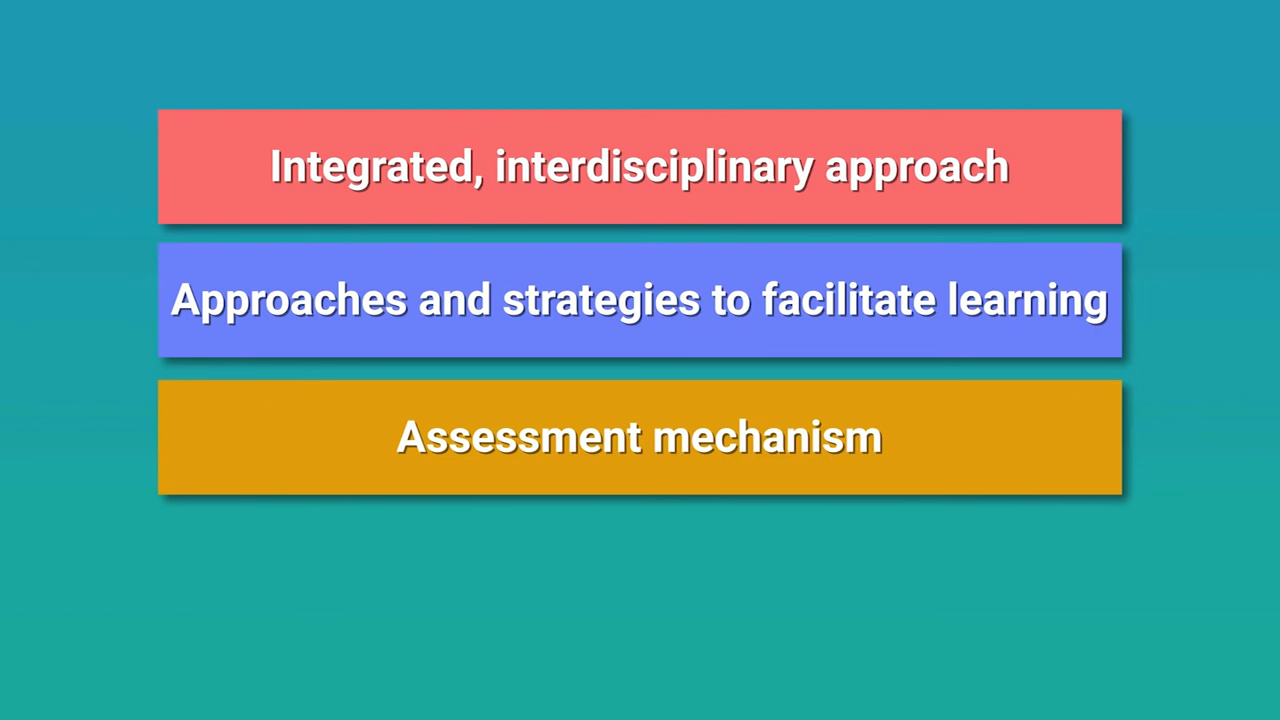 Integrated, interdisciplinary approach
Approaches and strategies to facilitate learning
Assessment mechanism